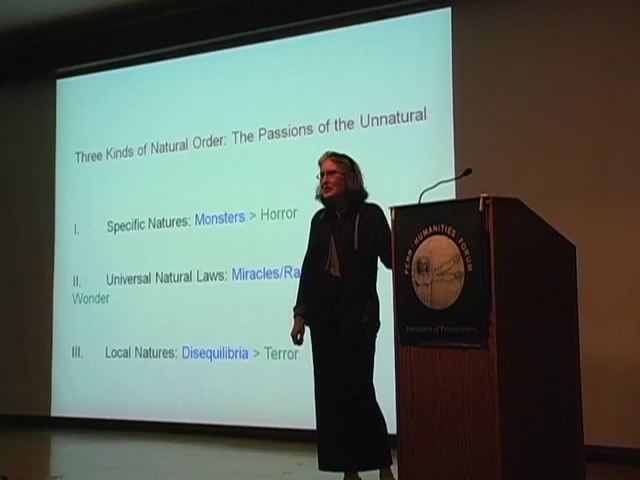 Three Kinds of Natural Order: The Passions of the Unnatural
I. Specific Natures: Monsters > Horror
II. Universal Natural Laws: Miracles/Ra
Wonder
III. Local Natures: Disequilibria > Terror
PENN HUMANITIES FORUM
UNIVERSITY OF PENNSYLVANIA